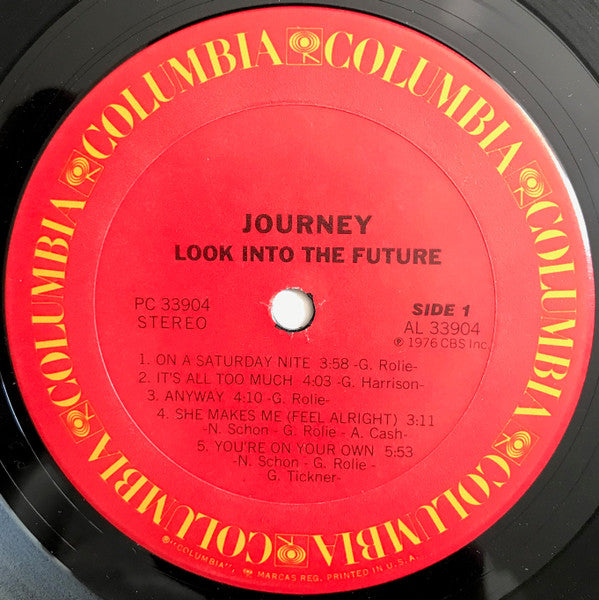 COLUMBIA COLUMBIA COLUMBIA COLUMBIA COLUMBIA COLUMBIA
JOURNEY
LOOK INTO THE FUTURE
PC 33904
STEREO
SIDE 1
AL 33904
℗ 1976 CBS Inc.
1. ON A SATURDAY NITE 3:58 -G. Rolie-
2. IT'S ALL TOO MUCH 4:03 -G. Harrison-
3. ANYWAY 4:10 -G. Rolie-
4. SHE MAKES ME (FEEL ALRIGHT) 3:11
-N. Schon - G. Rolie - A. Cash-
5. YOU'RE ON YOUR OWN 5:53
-N. Schon - G. Rolie -
G. Tickner-
"COLUMBIA", MARCAS REG. PRINTED IN U.S.A.